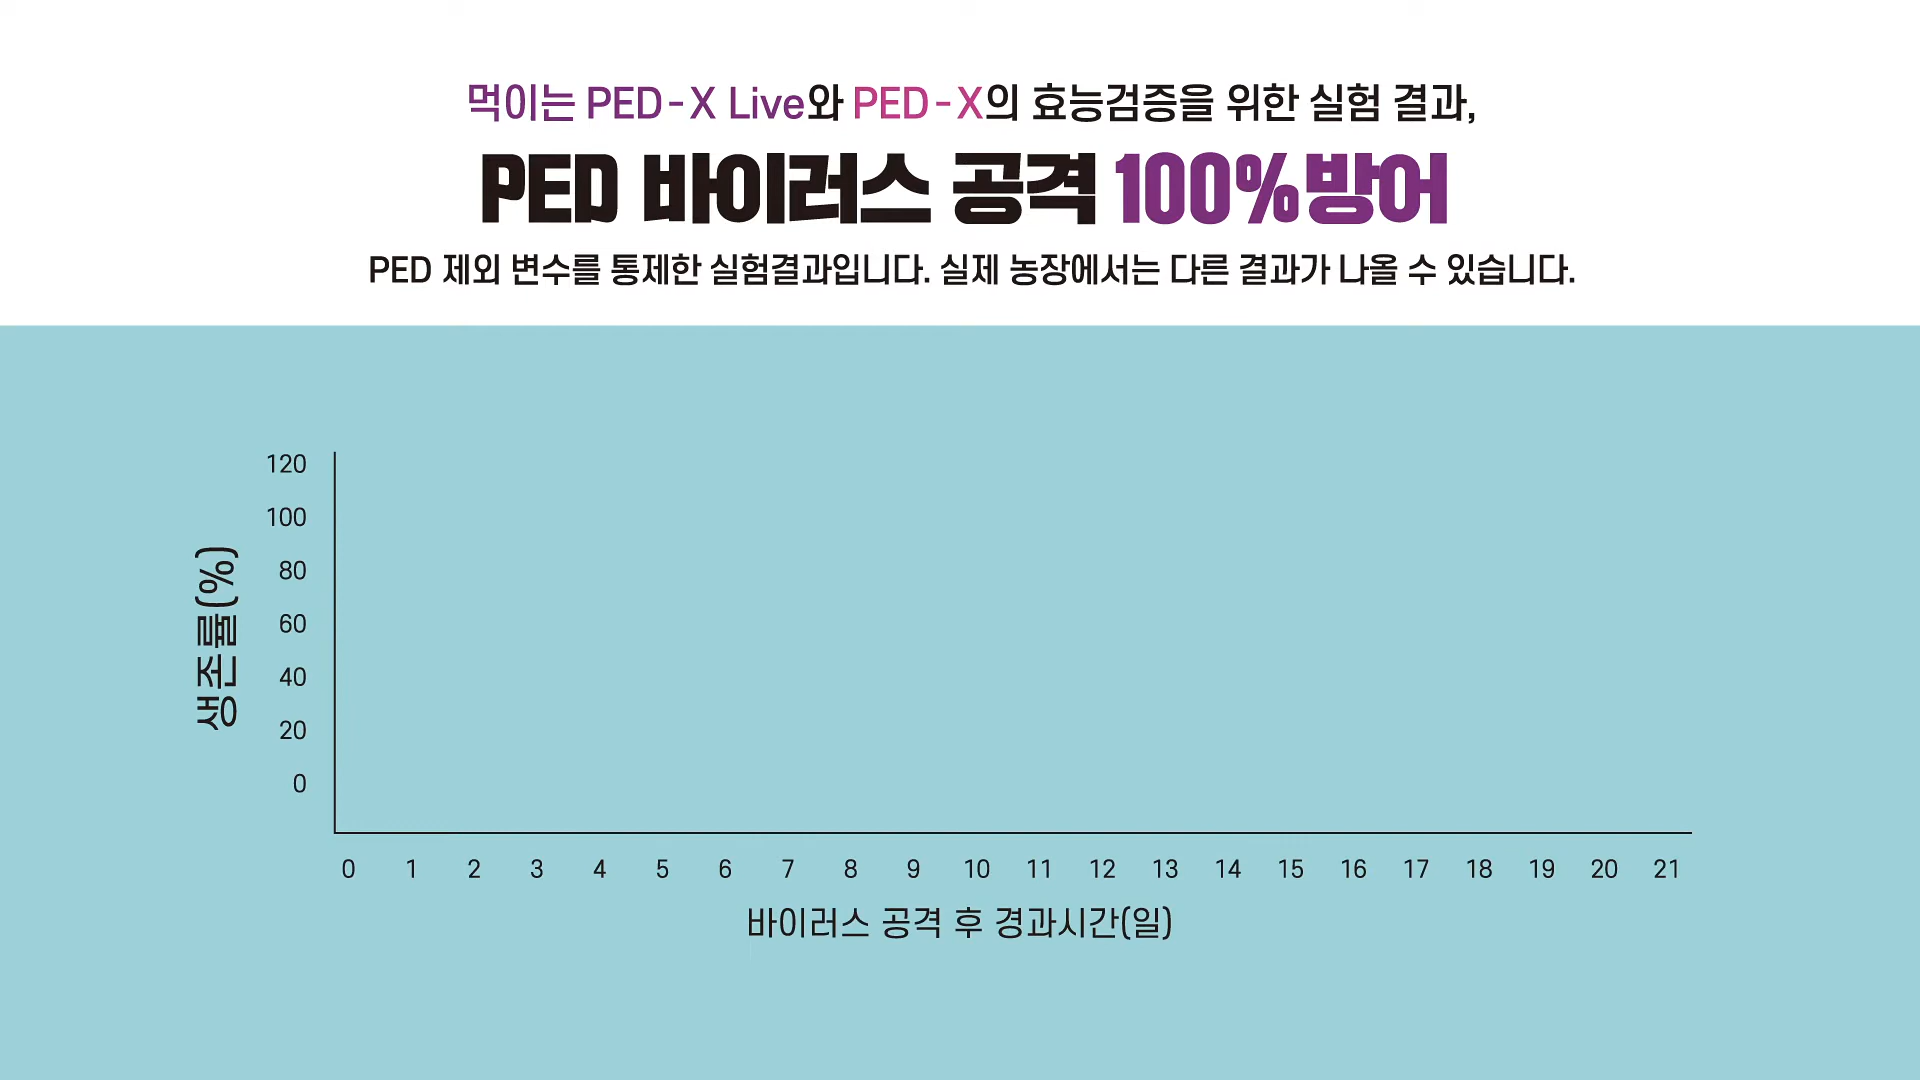 먹이는 PED-X Live와 PED-X의 효능검증을 위한 실험 결과,
PED 바이러스 공격 100%방어
PED 제외 변수를 통제한 실험결과입니다. 실제 농장에서는 다른 결과가 나올 수 있습니다.
생존률(%)
120
100
80
60
40
20
0
0 1 2 3 4 5 6 7 8 9 10 11 12 13 14 15 16 17 18 19 20 21
바이러스 공격 후 경과시간(일)